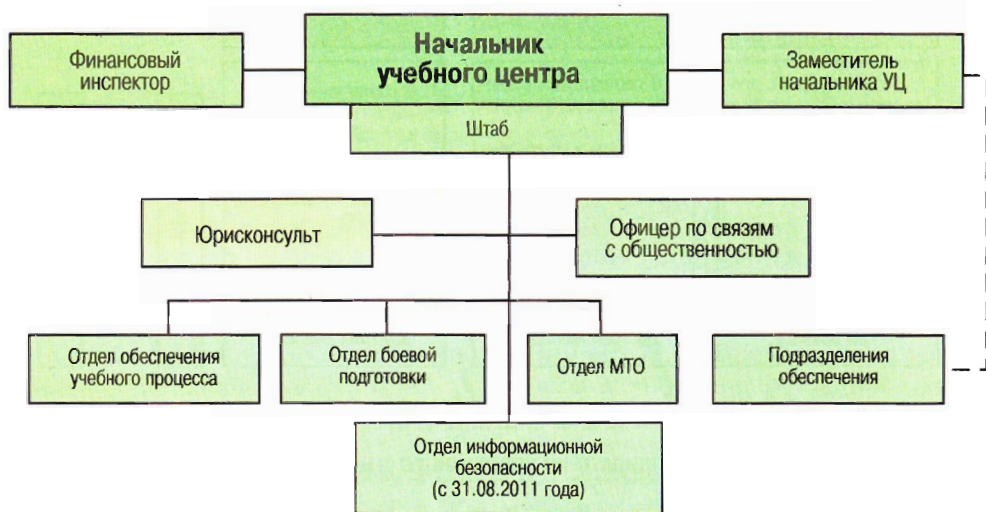 Финансовый
инспектор
Начальник
учебного центра
Заместитель
начальника УЦ
Штаб
Юрисконсульт
Офицер по связям
с общественностью
Отдел обеспечения
учебного процесса
Отдел боевой
подготовки
Отдел МТО
Подразделения
обеспечения
Отдел информационной
безопасности
(с 31.08.2011 года)